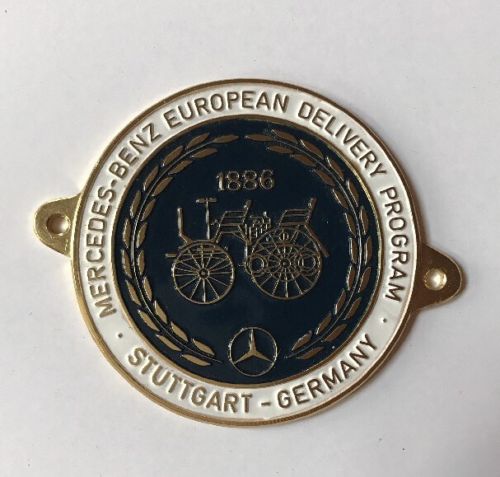 MERCEDES-BENZ EUROPEAN DELIVERY PROGRAM
1886
· STUTTGART - GERMANY ·